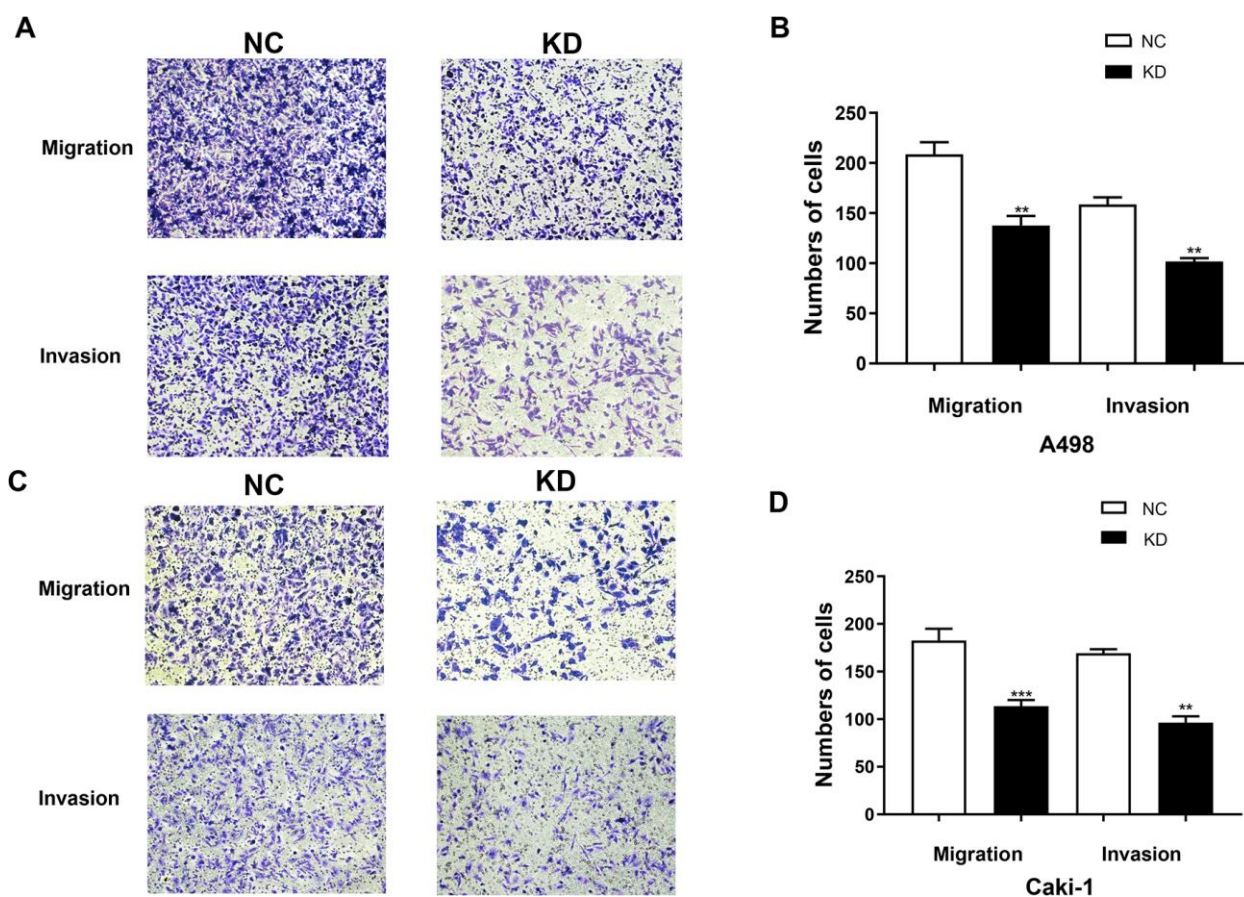 A
NC
KD
Migration
Invasion
B
NC
KD
Numbers of cells
250
200
150
100
50
0
**
**
Migration
Invasion
A498
C
NC
KD
Migration
Invasion
D
NC
KD
Numbers of cells
250
200
150
100
50
0
***
**
Migration
Invasion
Caki-1